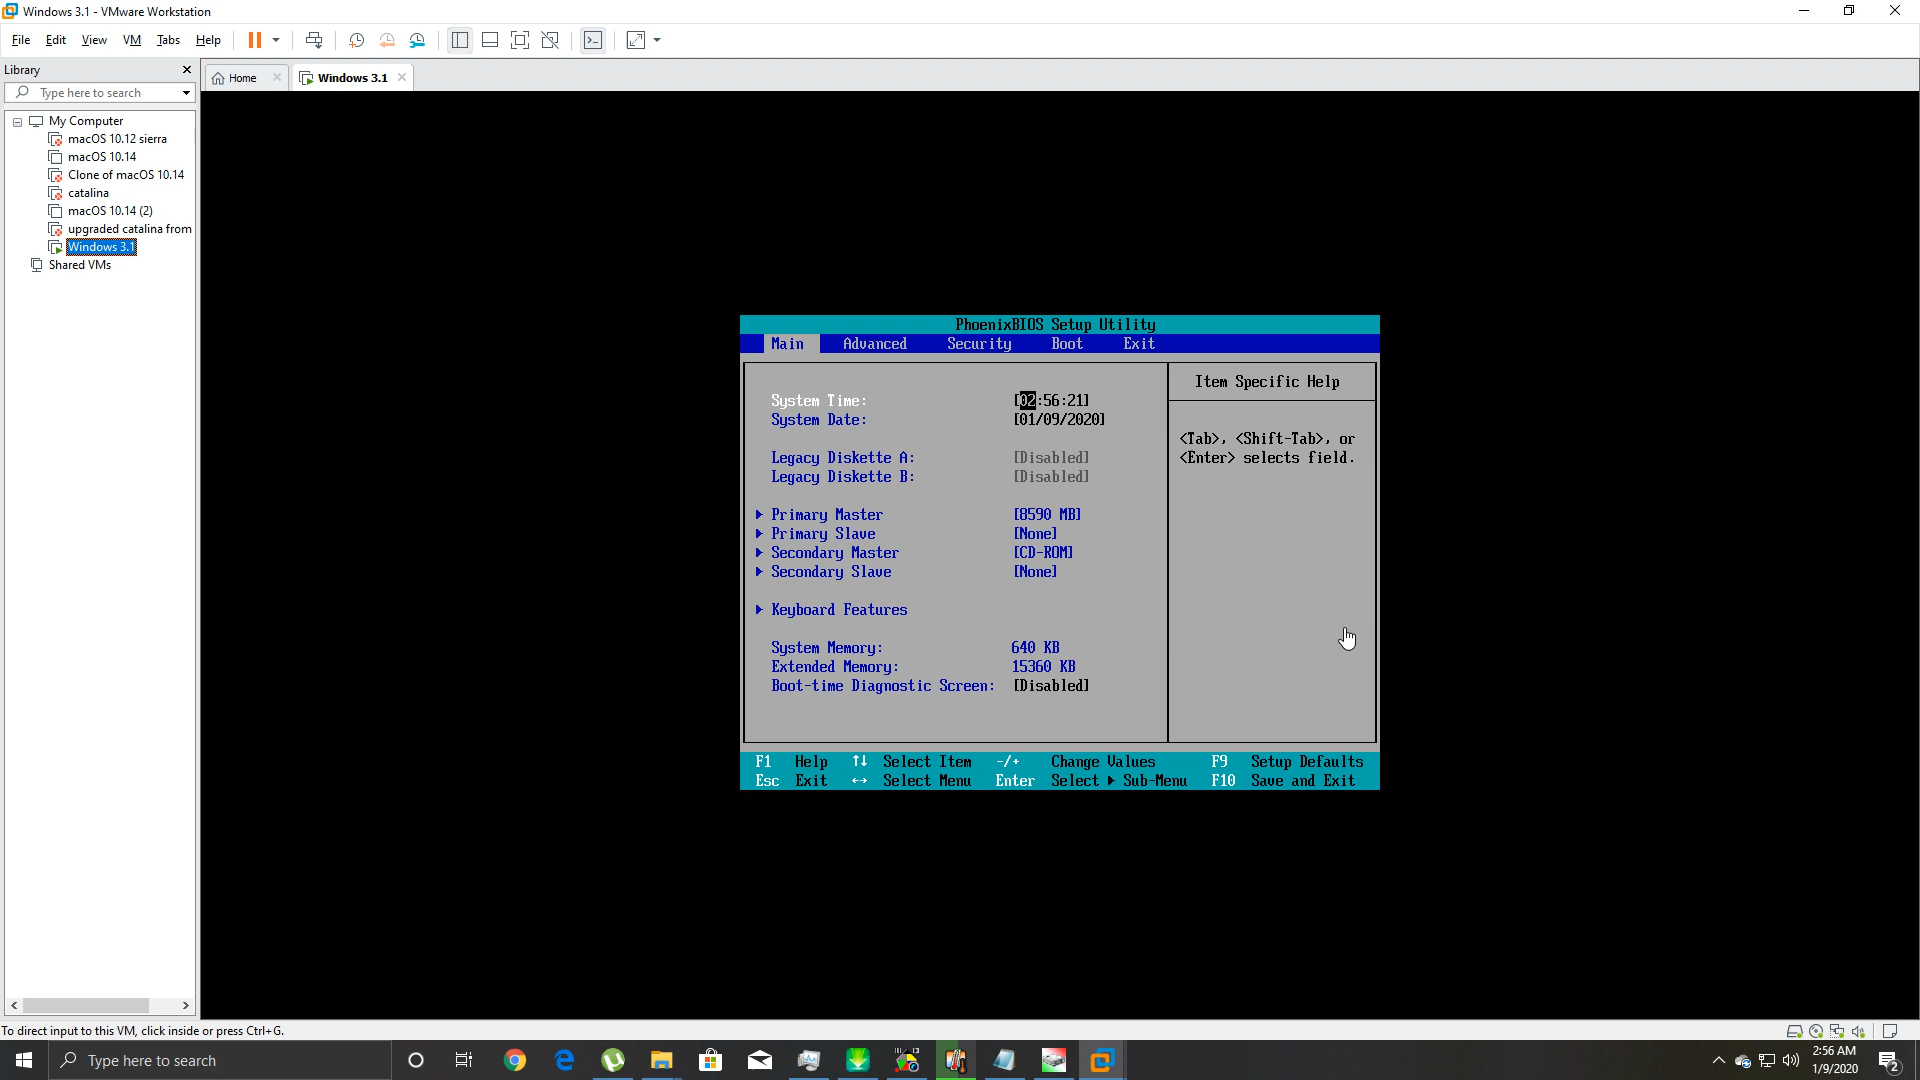 Windows 3.1 - VMware Workstation
File Edit View VM Tabs Help
Library
Type here to search
My Computer
macOS 10.12 sierra
macOS 10.14
Clone of macOS 10.14
catalina
macOS 10.14 (2)
upgraded catalina from
Windows 3.1
Shared VMs
Home
Windows 3.1
PhoenixBIOS Setup Utility
Main Advanced Security Boot Exit
System Time: [02:56:21]
System Date: [01/09/2020]
Legacy Diskette A: [Disabled]
Legacy Diskette B: [Disabled]
Primary Master [8590 MB]
Primary Slave [None]
Secondary Master [CD-ROM]
Secondary Slave [None]
Keyboard Features
System Memory: 640 KB
Extended Memory: 15360 KB
Boot-time Diagnostic Screen: [Disabled]
Item Specific Help
<Tab>, <Shift-Tab>, or
<Enter> selects field.
F1 Help ↑↓ Select Item -/+ Change Values F9 Setup Defaults
Esc Exit ↔ Select Menu Enter Select ▶ Sub-Menu F10 Save and Exit
To direct input to this VM, click inside or press Ctrl+G.
Type here to search
2:56 AM
1/9/2020
2